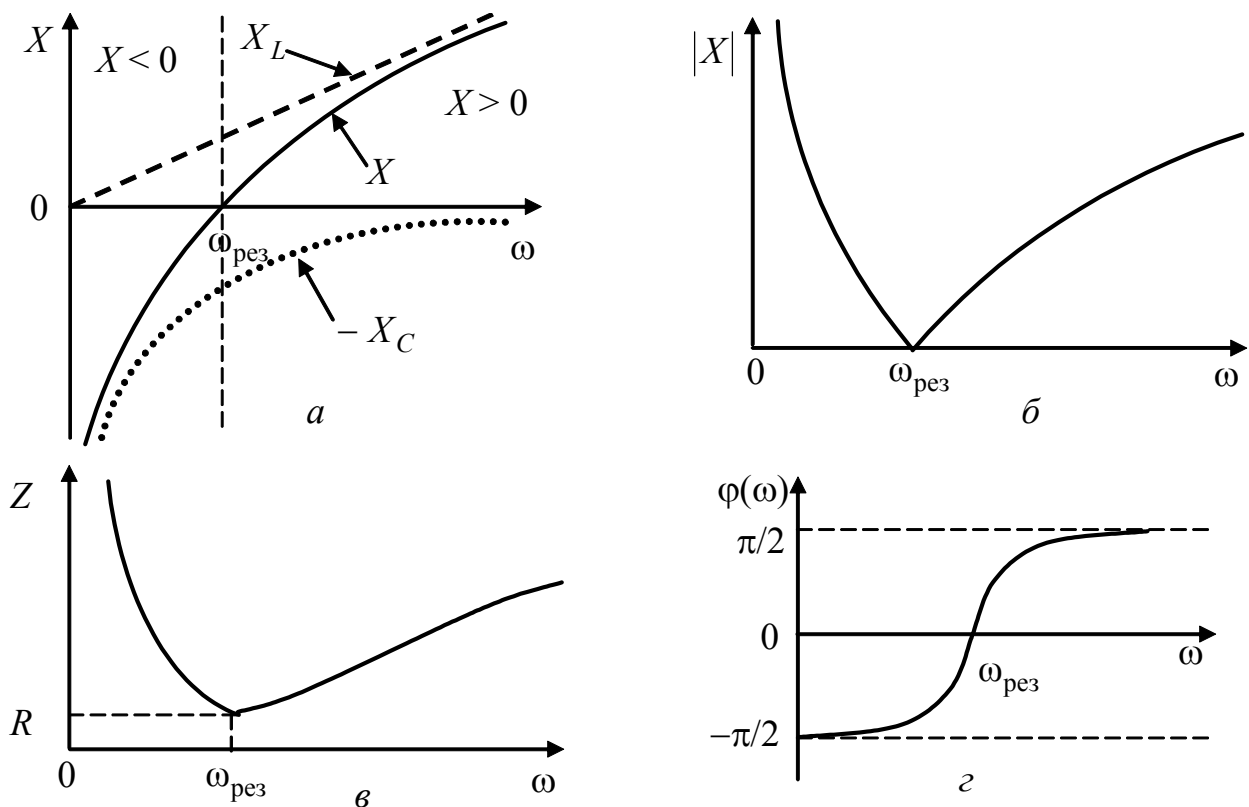 X
X < 0
X_L
X > 0
X
0
ω_рез
ω
− X_C
а
|X|
0
ω_рез
ω
б
Z
R
0
ω_рез
ω
в
φ(ω)
π/2
0
ω
ω_рез
−π/2
г